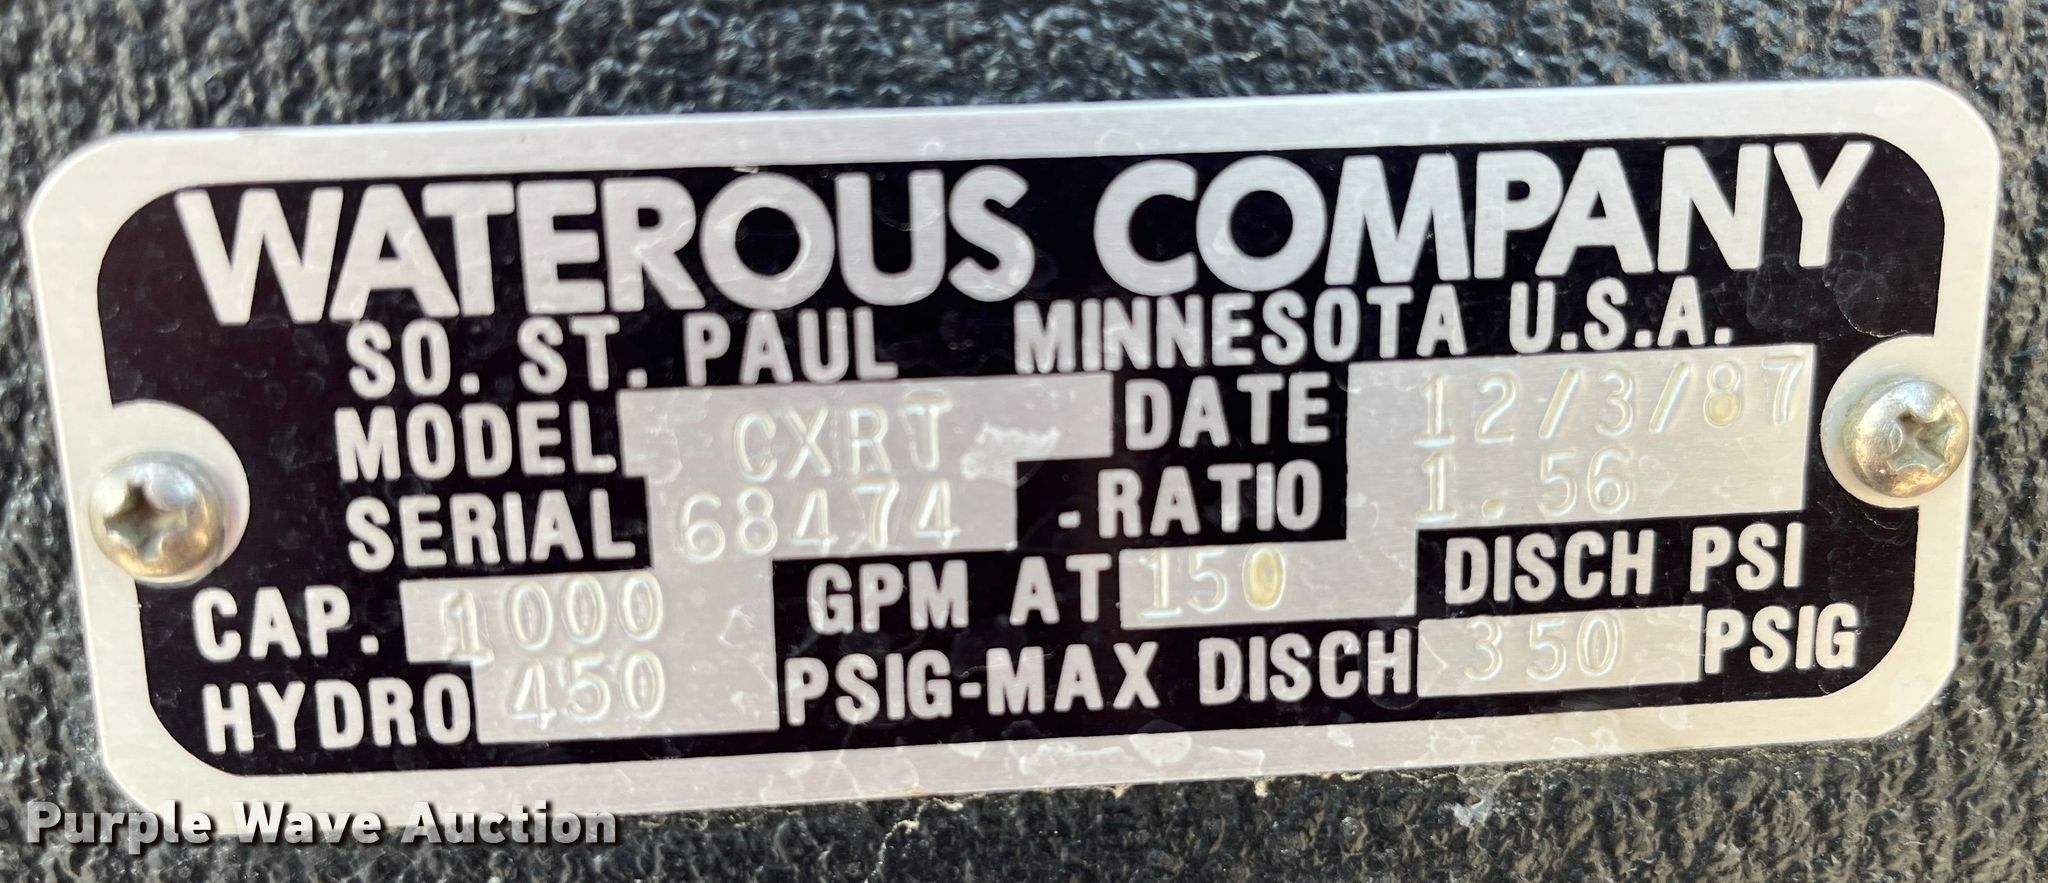 WATEROUS COMPANY
SO. ST. PAUL MINNESOTA U.S.A.
MODEL CXRT DATE 12/3/87
SERIAL 68474 -RATIO 1.56
CAP. 1000 GPM AT 150 DISCH PSI
HYDRO 450 PSIG-MAX DISCH 350 PSIG
Purple Wave Auction